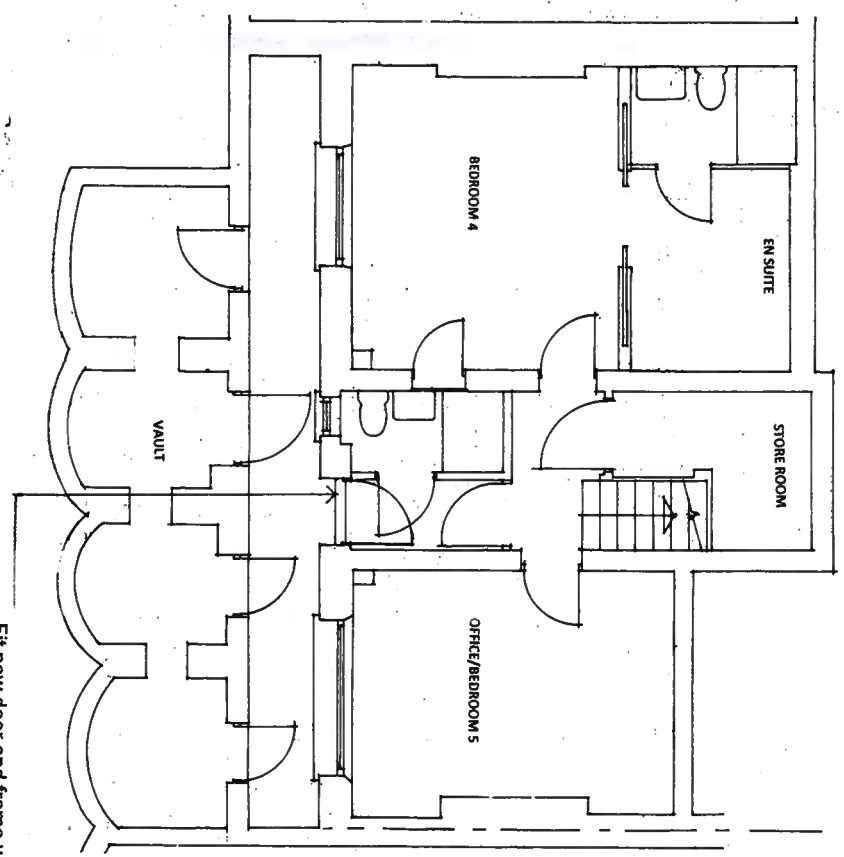 EN SUITE
STORE ROOM
BEDROOM 4
OFFICE/BEDROOM 5
VAULT
Fit new door and frame